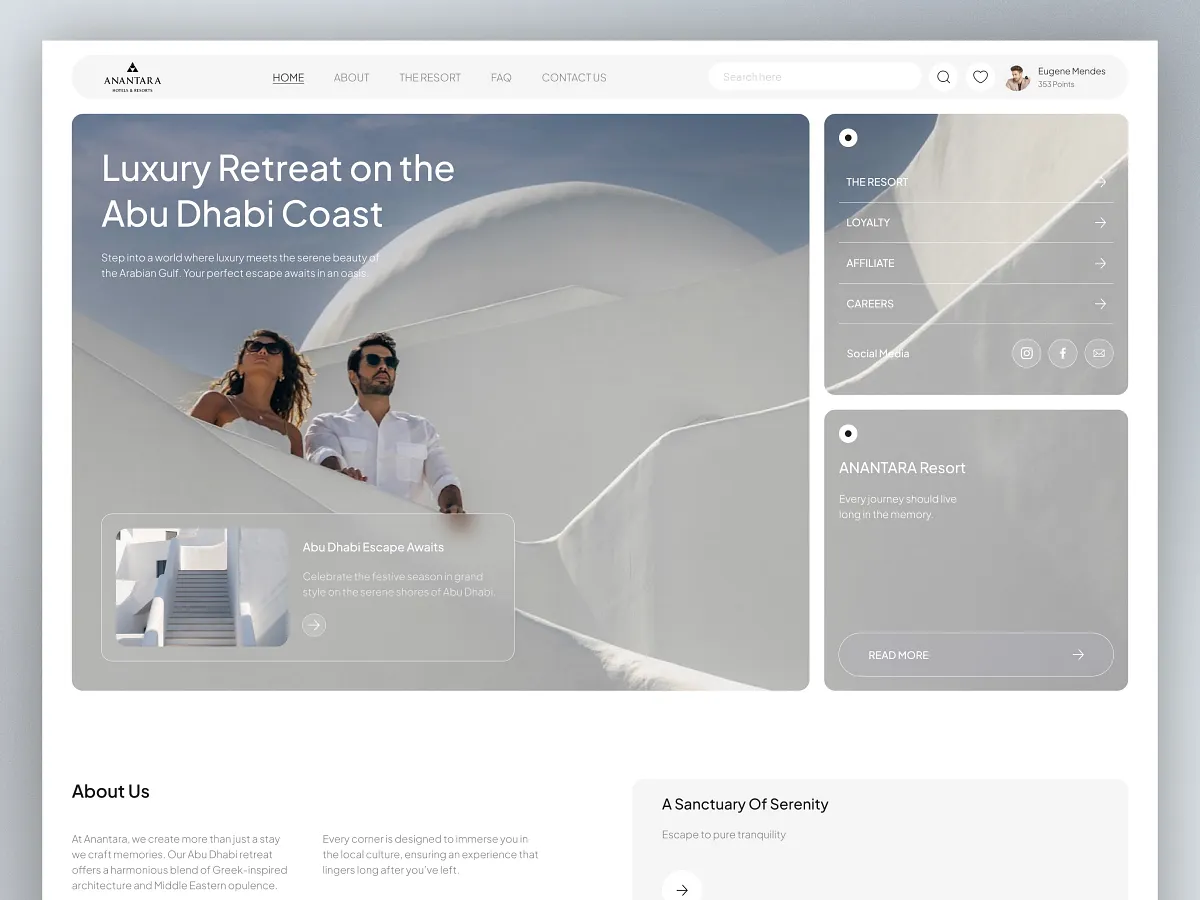 ANANTARA
HOTELS & RESORTS
HOME
ABOUT
THE RESORT
FAQ
CONTACT US
Search here
Eugene Mendes
353 Points
Luxury Retreat on the
Abu Dhabi Coast
Step into a world where luxury meets the serene beauty of
the Arabian Gulf. Your perfect escape awaits in an oasis.
Abu Dhabi Escape Awaits
Celebrate the festive season in grand
style on the serene shores of Abu Dhabi.
THE RESORT
LOYALTY
AFFILIATE
CAREERS
Social Media
ANANTARA Resort
Every journey should live
long in the memory.
READ MORE
About Us
At Anantara, we create more than just a stay
we craft memories. Our Abu Dhabi retreat
offers a harmonious blend of Greek-inspired
architecture and Middle Eastern opulence.
Every corner is designed to immerse you in
the local culture, ensuring an experience that
lingers long after you've left.
A Sanctuary Of Serenity
Escape to pure tranquility